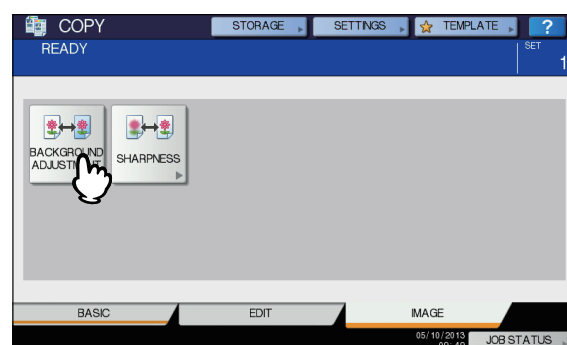 COPY
STORAGE
SETTINGS
TEMPLATE
?
READY
SET
1
BACKGROUND
SHARPNESS
BASIC
EDIT
IMAGE
05/10/2013
JOB STATUS